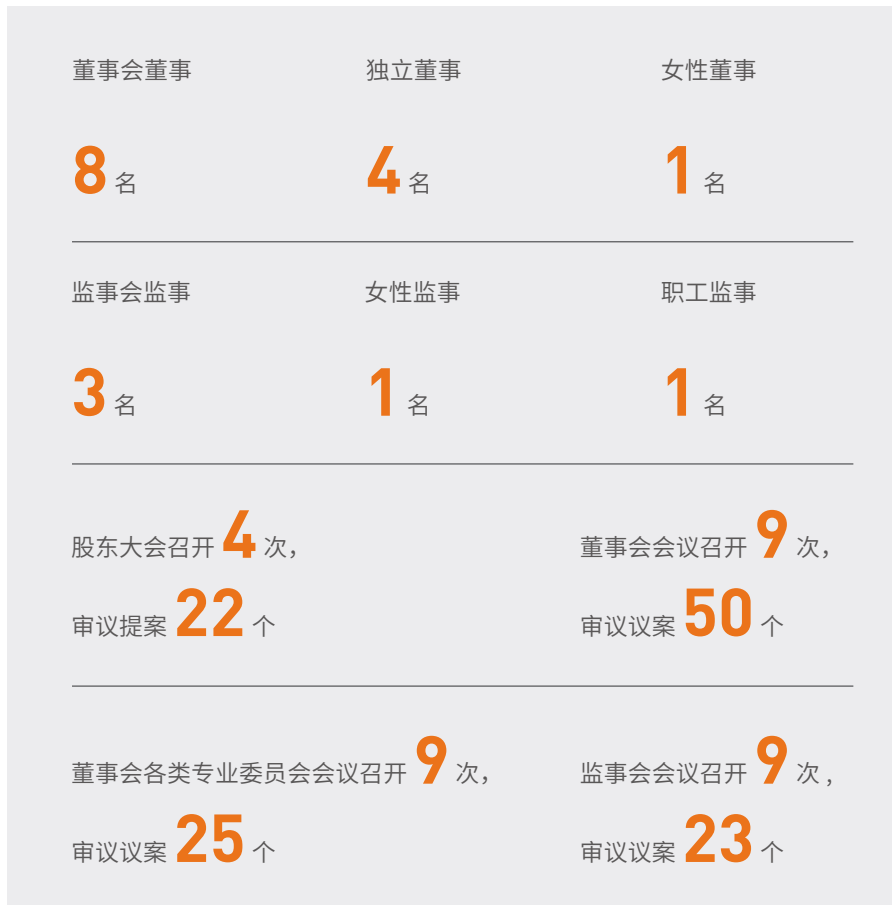 董事会董事 独立董事 女性董事
8 名 4 名 1 名
监事会监事 女性监事 职工监事
3 名 1 名 1 名
股东大会召开 4 次， 董事会会议召开 9 次，
审议提案 22 个 审议议案 50 个
董事会各类专业委员会会议召开 9 次， 监事会会议召开 9 次 ,
审议议案 25 个 审议议案 23 个